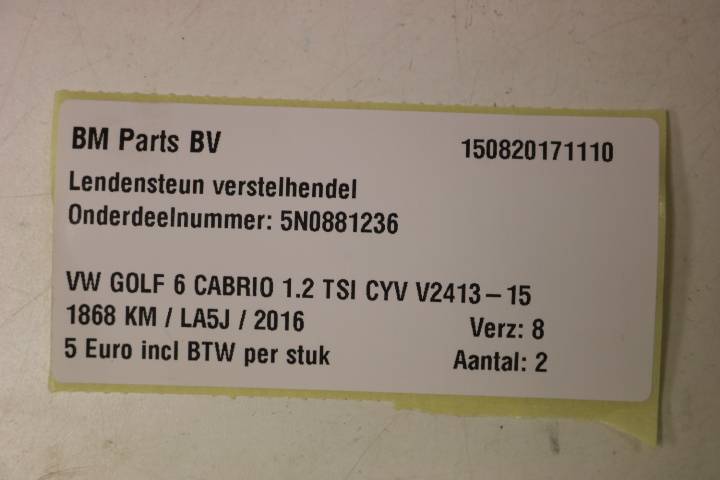 BM Parts BV 150820171110
Lendensteun verstelhendel
Onderdeelnummer: 5N0881236
VW GOLF 6 CABRIO 1.2 TSI CYV V2413-15
1868 KM / LA5J / 2016 Verz: 8
5 Euro incl BTW per stuk Aantal: 2